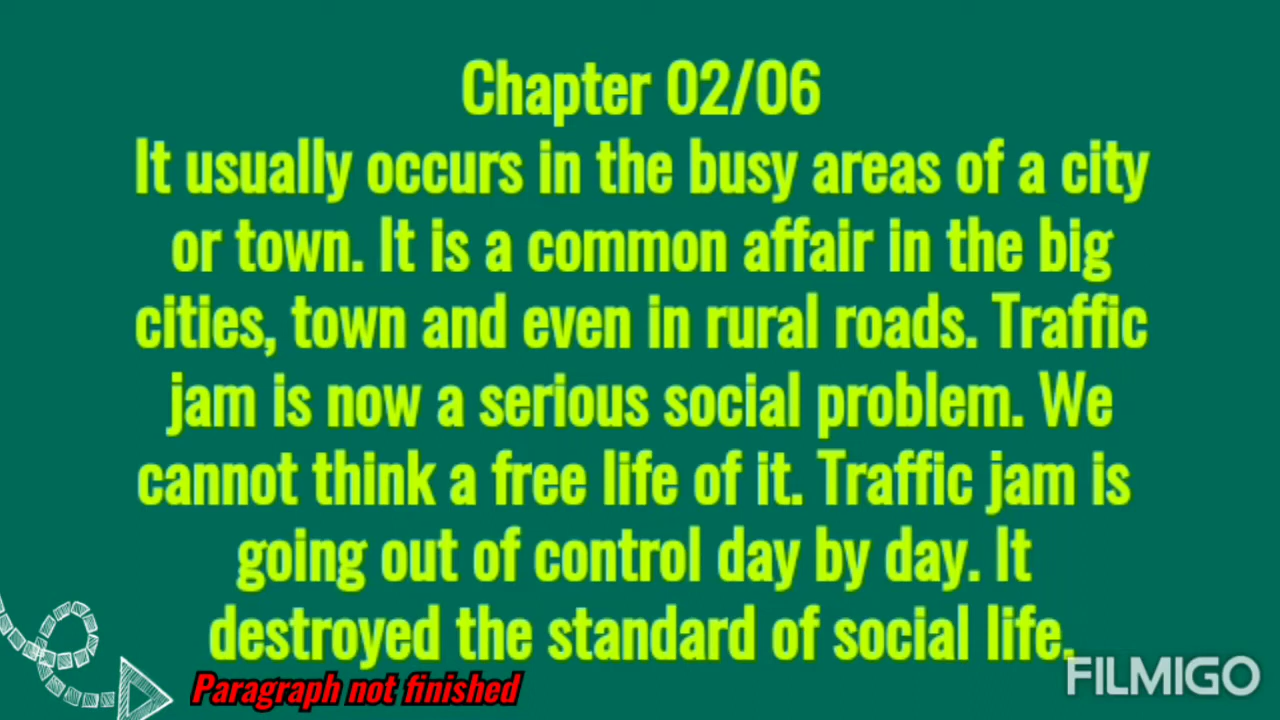 Chapter 02/06
It usually occurs in the busy areas of a city
or town. It is a common affair in the big
cities, town and even in rural roads. Traffic
jam is now a serious social problem. We
cannot think a free life of it. Traffic jam is
going out of control day by day. It
destroyed the standard of social life.
Paragraph not finished
FILMIGO